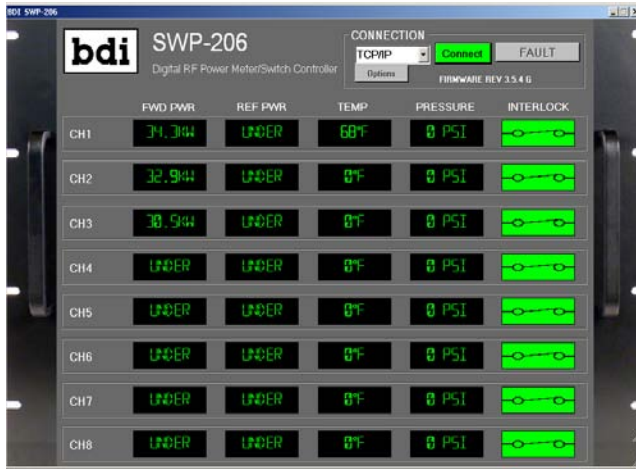 BDI SWP-206
bdi
SWP-206
Digital RF Power Meter/Switch Controller
CONNECTION
TCP/IP
Connect
FAULT
Options
FIRMWARE REV 3.5.4 G
FWD PWR REF PWR TEMP PRESSURE INTERLOCK
CH1 34.3KW UNDER 68°F 0 PSI
CH2 32.9KW UNDER 0°F 0 PSI
CH3 30.5KW UNDER 0°F 0 PSI
CH4 UNDER UNDER 0°F 0 PSI
CH5 UNDER UNDER 0°F 0 PSI
CH6 UNDER UNDER 0°F 0 PSI
CH7 UNDER UNDER 0°F 0 PSI
CH8 UNDER UNDER 0°F 0 PSI